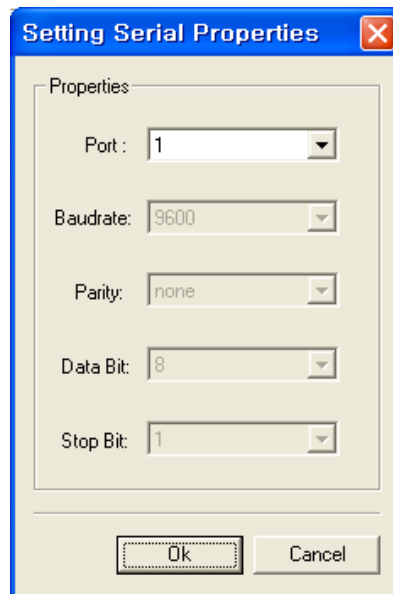 Setting Serial Properties
Properties
Port : 1
Baudrate: 9600
Parity: none
Data Bit: 8
Stop Bit: 1
Ok Cancel